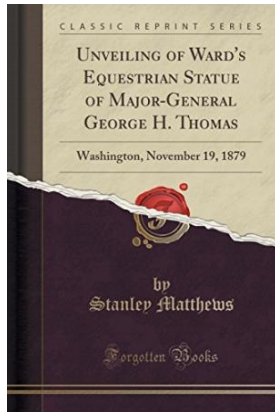 CLASSIC REPRINT SERIES
UNVEILING OF WARD'S
EQUESTRIAN STATUE
OF MAJOR-GENERAL
GEORGE H. THOMAS
Washington, November 19, 1879
by
Stanley Matthews
Forgotten Books